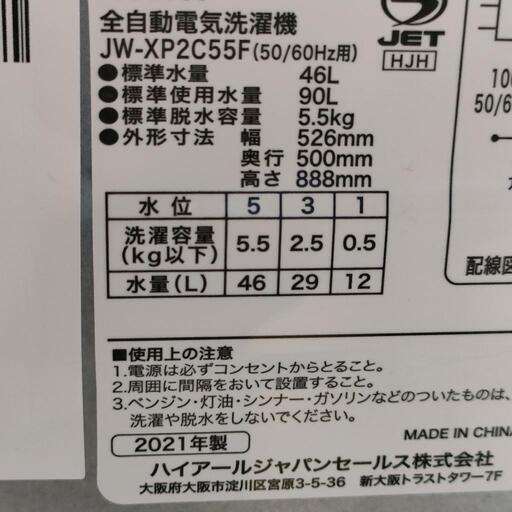 全自動電気洗濯機
JW-XP2C55F(50/60Hz用)
●標準水量 46L
●標準使用水量 90L
●標準脱水容量 5.5kg
●外形寸法 幅 526mm
奥行 500mm
高さ 888mm
JET
HJH
水位 5 3 1
洗濯容量(kg以下) 5.5 2.5 0.5
水量(L) 46 29 12
配線図
■使用上の注意
1.電源は必ずコンセントからとること。
2.周囲に間隔をおいて設置すること。
3.ベンジン・灯油・シンナー・ガソリンなどのついたものは、
洗濯や脱水をしないでください。
2021年製
MADE IN CHINA
ハイアールジャパンセールス株式会社
大阪府大阪市淀川区宮原3-5-36 新大阪トラストタワー7F